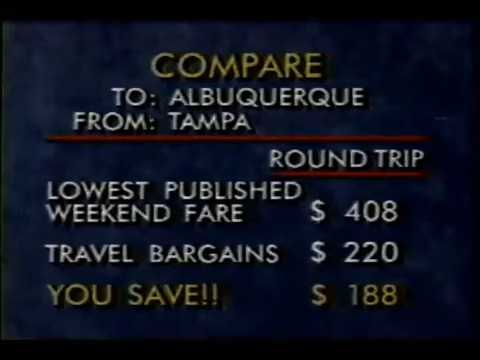 COMPARE
TO: ALBUQUERQUE
FROM: TAMPA
ROUND TRIP
LOWEST PUBLISHED
WEEKEND FARE $ 408
TRAVEL BARGAINS $ 220
YOU SAVE!! $ 188